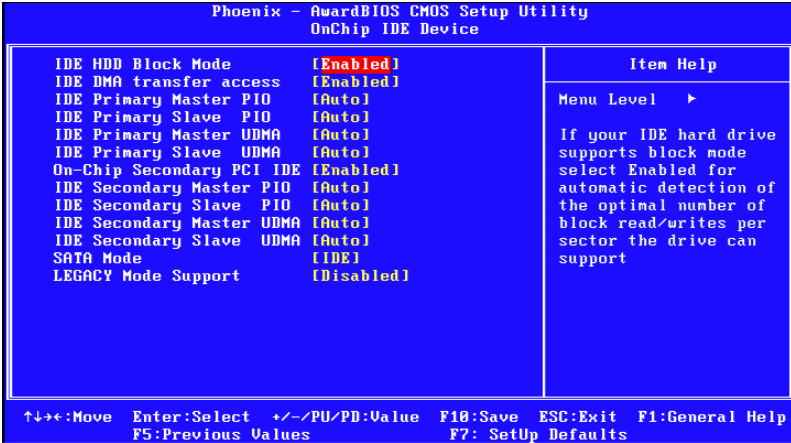 Phoenix - AwardBIOS CMOS Setup Utility
OnChip IDE Device
IDE HDD Block Mode [Enabled]
IDE DMA transfer access [Enabled]
IDE Primary Master PIO [Auto]
IDE Primary Slave PIO [Auto]
IDE Primary Master UDMA [Auto]
IDE Primary Slave UDMA [Auto]
On-Chip Secondary PCI IDE [Enabled]
IDE Secondary Master PIO [Auto]
IDE Secondary Slave PIO [Auto]
IDE Secondary Master UDMA [Auto]
IDE Secondary Slave UDMA [Auto]
SATA Mode [IDE]
LEGACY Mode Support [Disabled]
Item Help
Menu Level ►
If your IDE hard drive
supports block mode
select Enabled for
automatic detection of
the optimal number of
block read/writes per
sector the drive can
support
↑↓→←:Move Enter:Select +/-/PU/PD:Value F10:Save ESC:Exit F1:General Help
F5:Previous Values F7: SetUp Defaults